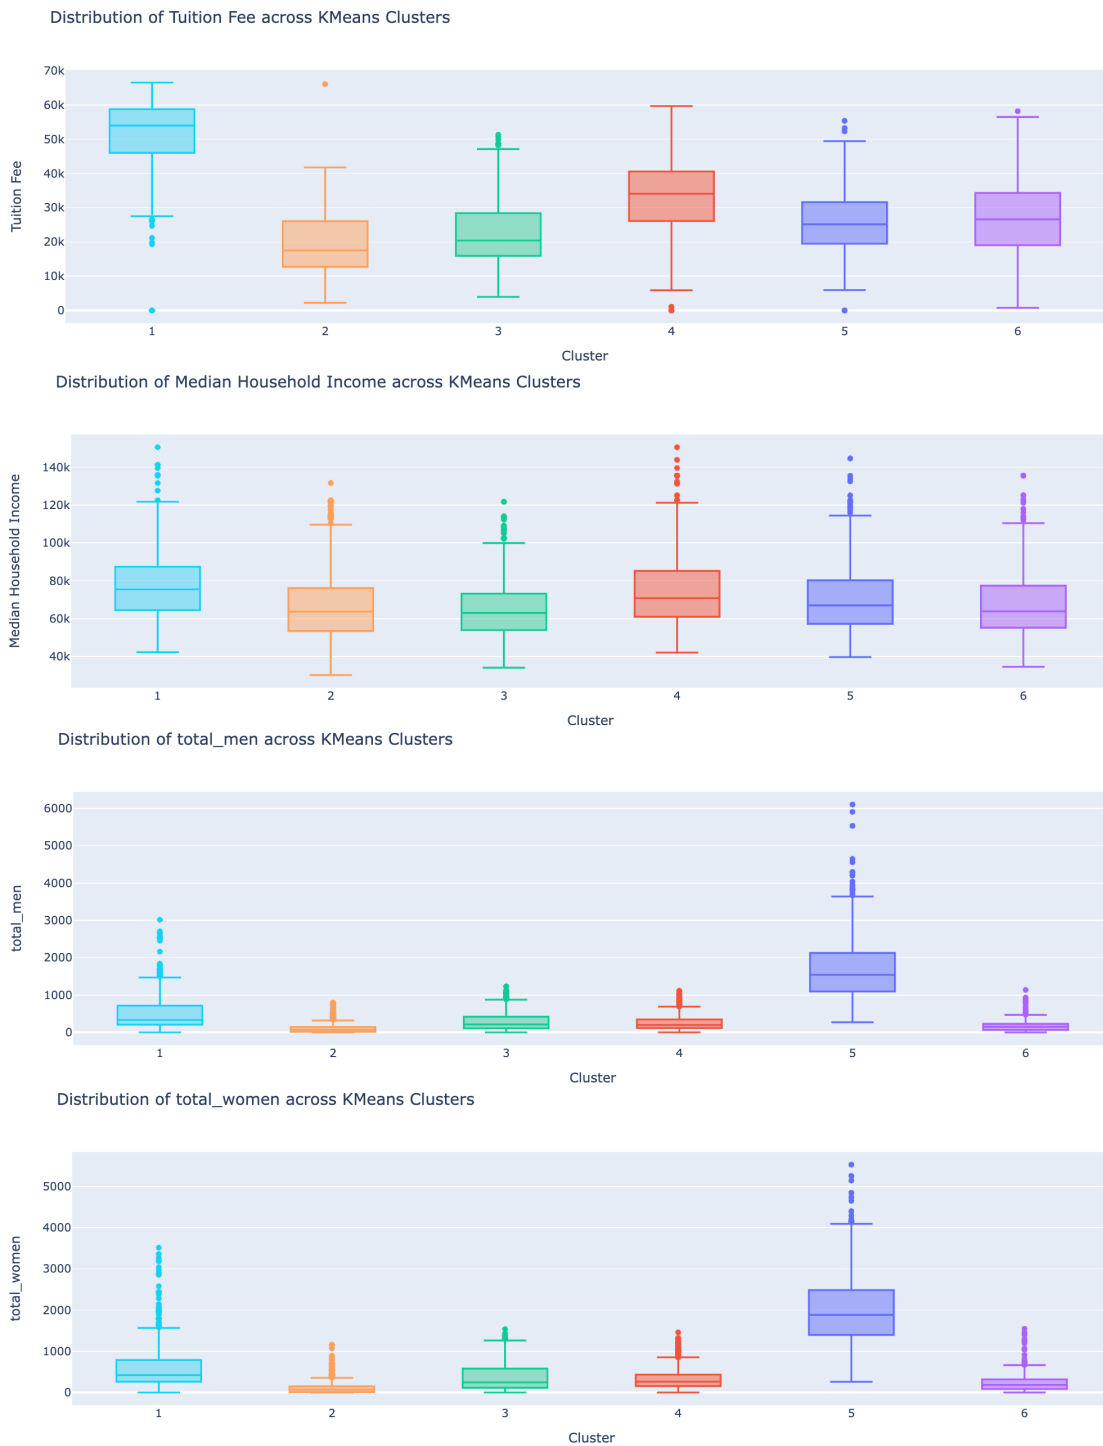 Distribution of Tuition Fee across KMeans Clusters
70k
60k
50k
40k
30k
20k
10k
0
Tuition Fee
1 2 3 4 5 6
Cluster
Distribution of Median Household Income across KMeans Clusters
140k
120k
100k
80k
60k
40k
Median Household Income
1 2 3 4 5 6
Cluster
Distribution of total_men across KMeans Clusters
6000
5000
4000
3000
2000
1000
0
total_men
1 2 3 4 5 6
Cluster
Distribution of total_women across KMeans Clusters
5000
4000
3000
2000
1000
0
total_women
1 2 3 4 5 6
Cluster